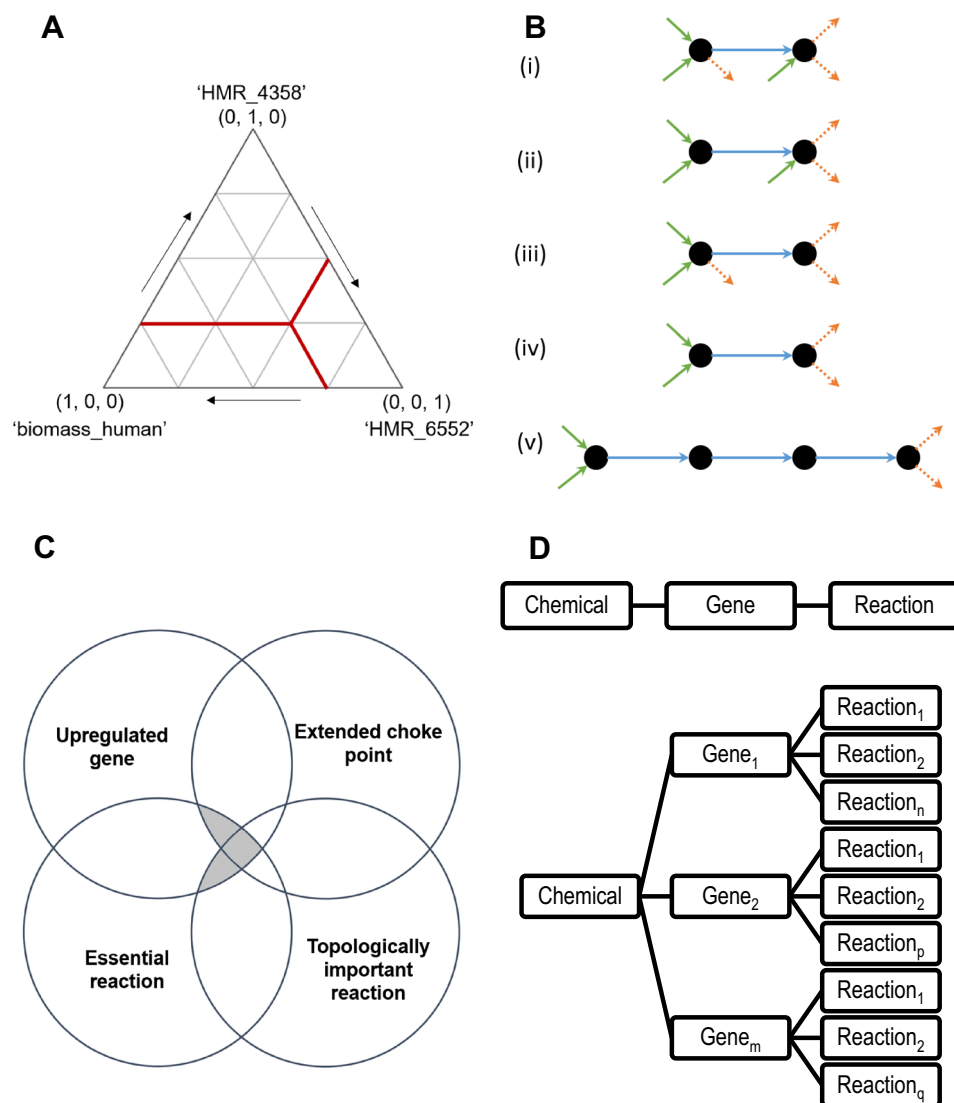 A
'HMR_4358'
(0, 1, 0)
(1, 0, 0)
'biomass_human'
(0, 0, 1)
'HMR_6552'
B
(i)
(ii)
(iii)
(iv)
(v)
C
Upregulated
gene
Extended choke
point
Essential
reaction
Topologically
important
reaction
D
Chemical
Gene
Reaction
Chemical
Gene₁
Reaction₁
Reaction₂
Reactionₙ
Gene₂
Reaction₁
Reaction₂
Reactionₚ
Geneₘ
Reaction₁
Reaction₂
Reaction_q